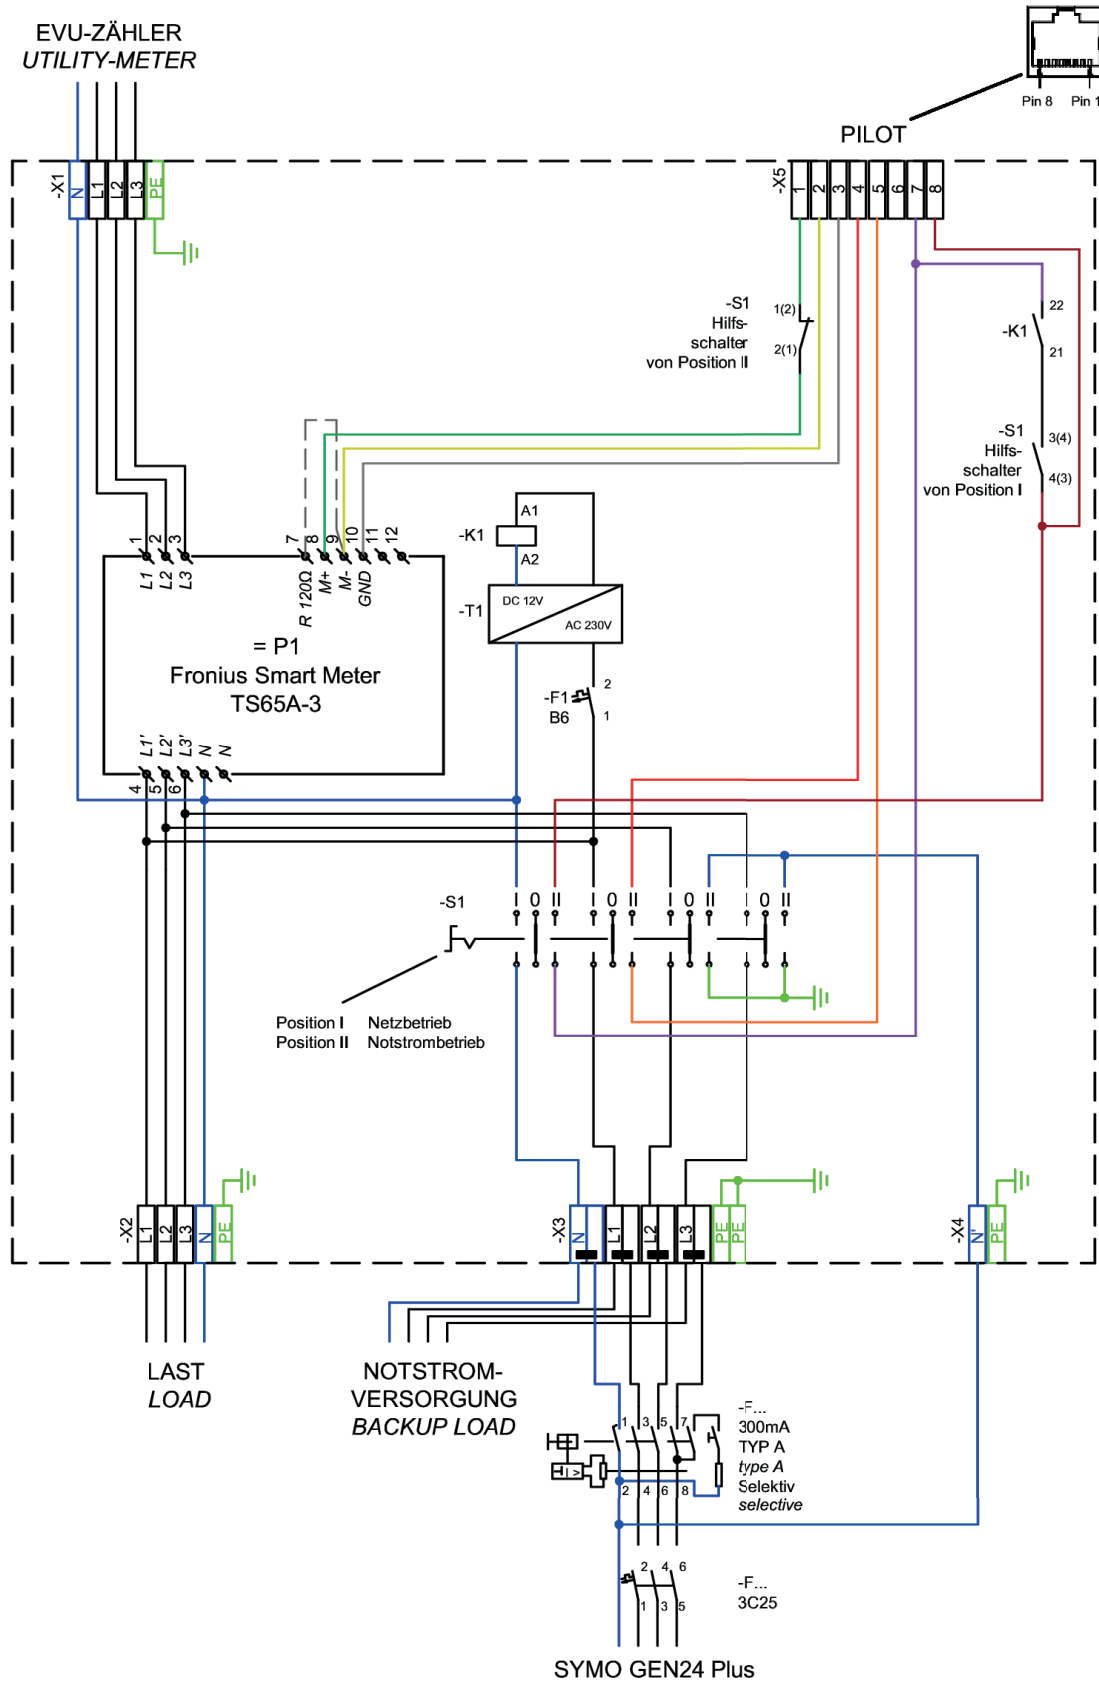 EVU-ZÄHLER
UTILITY-METER
Pin 8 Pin 1
PILOT
-X1 N L1 L2 L3 PE
-X5 1 2 3 4 5 6 7 8
-S1
Hilfs-
schalter
von Position II
1(2)
2(1)
22
-K1
21
-S1
Hilfs-
schalter
von Position I
3(4)
4(3)
1 2 3 7 8 9 10 11 12
L1 L2 L3 R 120Ω M+ M- GND
= P1
Fronius Smart Meter
TS65A-3
L1' L2' L3' N N
4 5 6
A1
-K1
A2
-T1
DC 12V
AC 230V
-F1
B6
2
1
-S1
I 0 II I 0 II I 0 II I 0 II
Position I Netzbetrieb
Position II Notstrombetrieb
-X2 L1 L2 L3 N PE
-X3 N L1 L2 L3 PE PE
-X4 N' PE
LAST
LOAD
NOTSTROM-
VERSORGUNG
BACKUP LOAD
1 3 5 7
I>
2 4 6 8
-F...
300mA
TYP A
type A
Selektiv
selective
2 4 6
1 3 5
-F...
3C25
SYMO GEN24 Plus